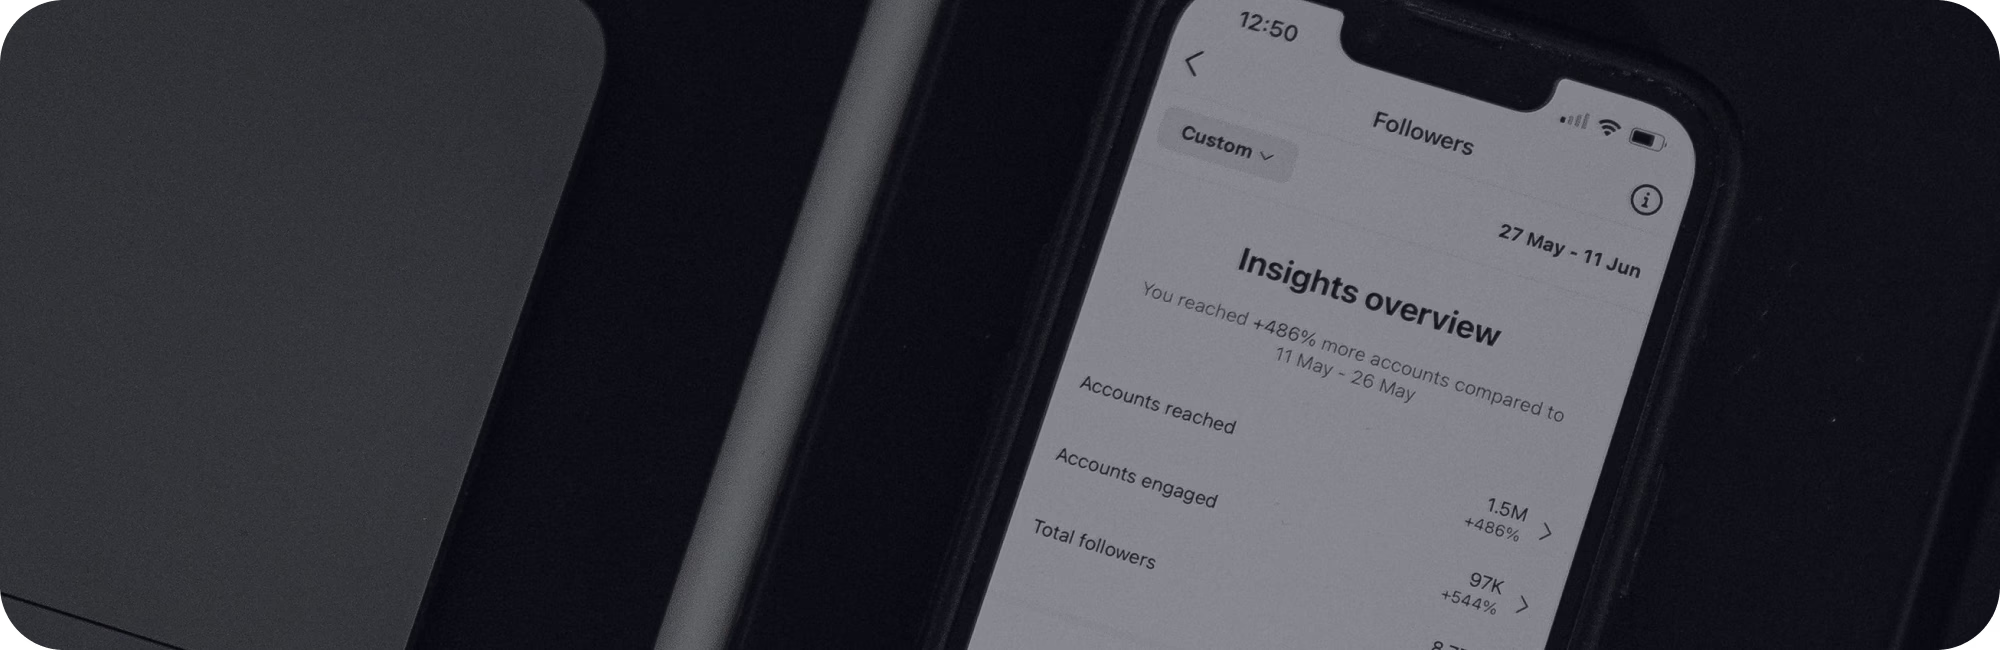 12:50
Followers
Custom
27 May - 11 Jun
Insights overview
You reached +486% more accounts compared to
11 May - 26 May
Accounts reached
1.5M
+486%
Accounts engaged
97K
+544%
Total followers